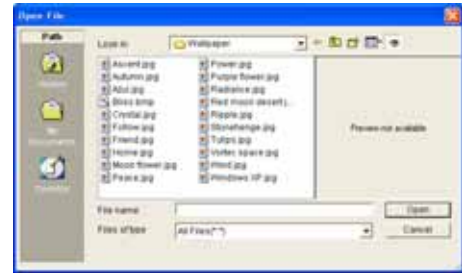 Open File
Path
Look in
Wallpaper
Ascent.jpg
Autumn.jpg
Azul.jpg
Bliss.bmp
Crystal.jpg
Follow.jpg
Friend.jpg
Home.jpg
Moon flower.jpg
Peace.jpg
Power.jpg
Purple flower.jpg
Radiance.jpg
Red moon desert.j...
Ripple.jpg
Stonehenge.jpg
Tulips.jpg
Vortec space.jpg
Wind.jpg
Windows XP.jpg
Preview not available
My
Documents
File name
Open
Files of type
All Files(*.*)
Cancel